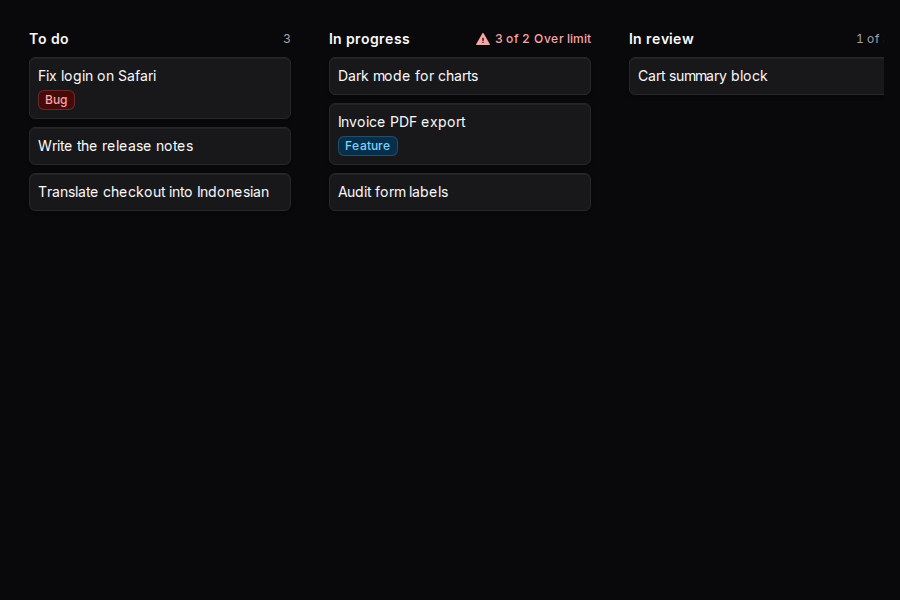 To do 3
Fix login on Safari
Bug
Write the release notes
Translate checkout into Indonesian
In progress 3 of 2 Over limit
Dark mode for charts
Invoice PDF export
Feature
Audit form labels
In review 1 of
Cart summary block